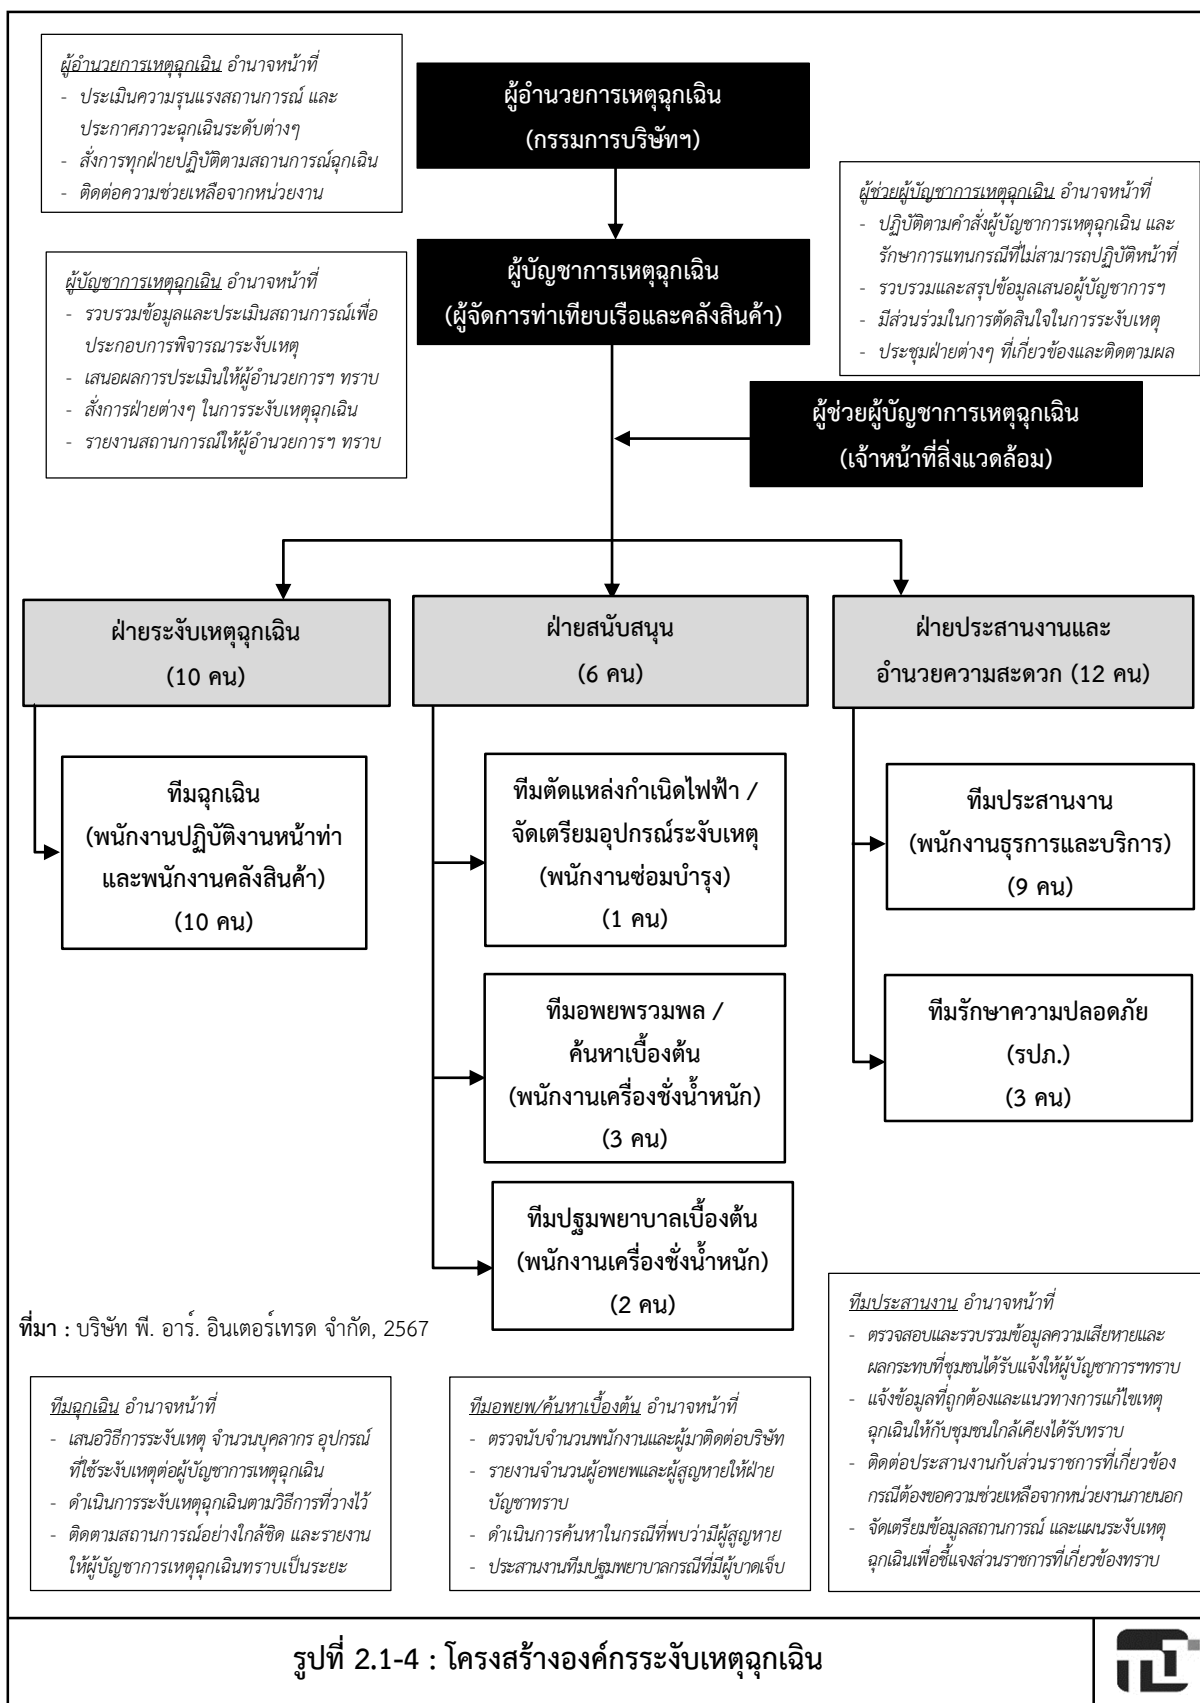 ผู้อำนวยการเหตุฉุกเฉิน อำนาจหน้าที่
- ประเมินความรุนแรงสถานการณ์ และ
ประกาศภาวะฉุกเฉินระดับต่างๆ
- สั่งการทุกฝ่ายปฏิบัติตามสถานการณ์ฉุกเฉิน
- ติดต่อความช่วยเหลือจากหน่วยงาน
ผู้อำนวยการเหตุฉุกเฉิน
(กรรมการบริษัทฯ)
ผู้ช่วยผู้บัญชาการเหตุฉุกเฉิน อำนาจหน้าที่
- ปฏิบัติตามคำสั่งผู้บัญชาการเหตุฉุกเฉิน และ
รักษาการแทนกรณีที่ไม่สามารถปฏิบัติหน้าที่
- รวบรวมและสรุปข้อมูลเสนอผู้บัญชาการฯ
- มีส่วนร่วมในการตัดสินใจในการระงับเหตุ
- ประชุมฝ่ายต่างๆ ที่เกี่ยวข้องและติดตามผล
ผู้บัญชาการเหตุฉุกเฉิน อำนาจหน้าที่
- รวบรวมข้อมูลและประเมินสถานการณ์เพื่อ
ประกอบการพิจารณาระงับเหตุ
- เสนอผลการประเมินให้ผู้อำนวยการฯ ทราบ
- สั่งการฝ่ายต่างๆ ในการระงับเหตุฉุกเฉิน
- รายงานสถานการณ์ให้ผู้อำนวยการฯ ทราบ
ผู้บัญชาการเหตุฉุกเฉิน
(ผู้จัดการท่าเทียบเรือและคลังสินค้า)
ผู้ช่วยผู้บัญชาการเหตุฉุกเฉิน
(เจ้าหน้าที่สิ่งแวดล้อม)
ฝ่ายระงับเหตุฉุกเฉิน
(10 คน)
ฝ่ายสนับสนุน
(6 คน)
ฝ่ายประสานงานและ
อำนวยความสะดวก (12 คน)
ทีมฉุกเฉิน
(พนักงานปฏิบัติงานหน้าท่า
และพนักงานคลังสินค้า)
(10 คน)
ทีมตัดแหล่งกำเนิดไฟฟ้า /
จัดเตรียมอุปกรณ์ระงับเหตุ
(พนักงานซ่อมบำรุง)
(1 คน)
ทีมประสานงาน
(พนักงานธุรการและบริการ)
(9 คน)
ทีมอพยพรวมพล /
ค้นหาเบื้องต้น
(พนักงานเครื่องชั่งน้ำหนัก)
(3 คน)
ทีมรักษาความปลอดภัย
(รปภ.)
(3 คน)
ทีมปฐมพยาบาลเบื้องต้น
(พนักงานเครื่องชั่งน้ำหนัก)
(2 คน)
ที่มา : บริษัท พี. อาร์. อินเตอร์เทรด จำกัด, 2567
ทีมฉุกเฉิน อำนาจหน้าที่
- เสนอวิธีการระงับเหตุ จำนวนบุคลากร อุปกรณ์
ที่ใช้ระงับเหตุต่อผู้บัญชาการเหตุฉุกเฉิน
- ดำเนินการระงับเหตุฉุกเฉินตามวิธีการที่วางไว้
- ติดตามสถานการณ์อย่างใกล้ชิด และรายงาน
ให้ผู้บัญชาการเหตุฉุกเฉินทราบเป็นระยะ
ทีมอพยพ/ค้นหาเบื้องต้น อำนาจหน้าที่
- ตรวจนับจำนวนพนักงานและผู้มาติดต่อบริษัท
- รายงานจำนวนผู้อพยพและผู้สูญหายให้ฝ่าย
บัญชาทราบ
- ดำเนินการค้นหาในกรณีที่พบว่ามีผู้สูญหาย
- ประสานงานทีมปฐมพยาบาลกรณีที่มีผู้บาดเจ็บ
ทีมประสานงาน อำนาจหน้าที่
- ตรวจสอบและรวบรวมข้อมูลความเสียหายและ
ผลกระทบที่ชุมชนได้รับแจ้งให้ผู้บัญชาการฯทราบ
- แจ้งข้อมูลที่ถูกต้องและแนวทางการแก้ไขเหตุ
ฉุกเฉินให้กับชุมชนใกล้เคียงได้รับทราบ
- ติดต่อประสานงานกับส่วนราชการที่เกี่ยวข้อง
กรณีต้องขอความช่วยเหลือจากหน่วยงานภายนอก
- จัดเตรียมข้อมูลสถานการณ์ และแผนระงับเหตุ
ฉุกเฉินเพื่อชี้แจงส่วนราชการที่เกี่ยวข้องทราบ
รูปที่ 2.1-4 : โครงสร้างองค์กรระงับเหตุฉุกเฉิน